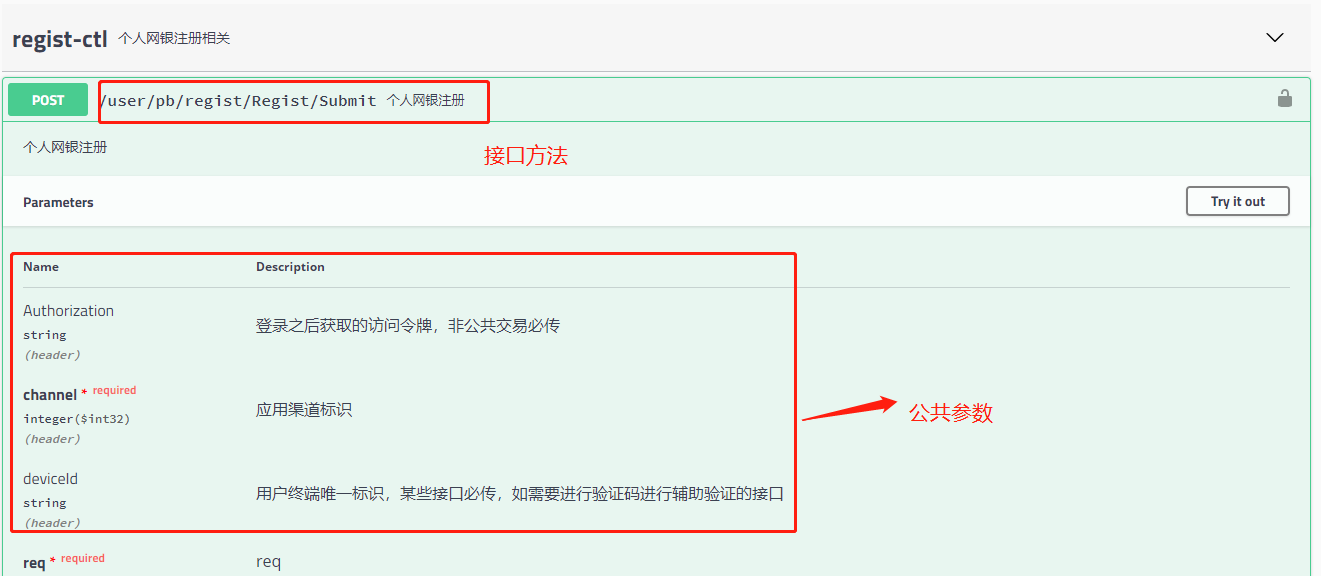 regist-ctl 个人网银注册相关
POST /user/pb/regist/Regist/Submit 个人网银注册
个人网银注册
接口方法
Parameters Try it out
Name Description
Authorization
string
(header)
登录之后获取的访问令牌，非公共交易必传
channel * required
integer($int32)
(header)
应用渠道标识
公共参数
deviceId
string
(header)
用户终端唯一标识，某些接口必传，如需要进行验证码进行辅助验证的接口
req * required req